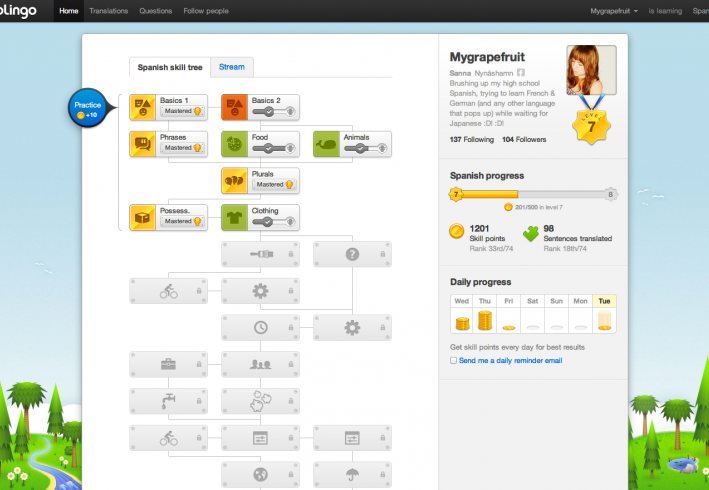 Home Translations Questions Follow people Mygrapefruit is learning
Spanish skill tree Stream
Practice
+10
Basics 1
Mastered
Basics 2
Phrases
Mastered
Food
Animals
Plurals
Mastered
Possess.
Mastered
Clothing
Mygrapefruit
Sanna Nynäshamn
Brushing up my high school
Spanish, trying to learn French &
German (and any other language
that pops up) while waiting for
Japanese :D! :D!
137 Following 104 Followers
LEVEL
7
Spanish progress
7 8
201/500 in level 7
1201
Skill points
Rank 33rd/74
98
Sentences translated
Rank 18th/74
Daily progress
Wed Thu Fri Sat Sun Mon Tue
Get skill points every day for best results
Send me a daily reminder email